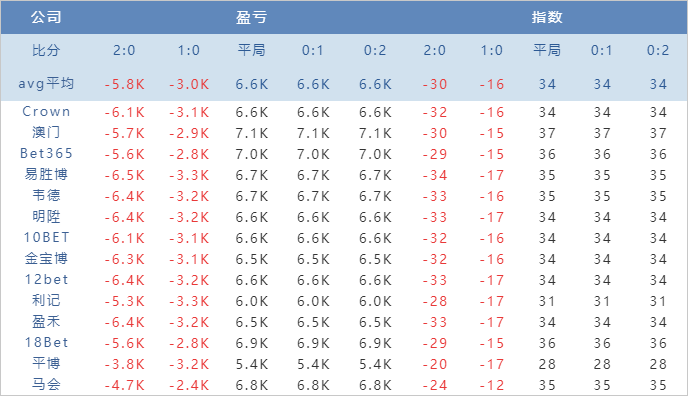 公司 盈亏 指数
比分 2:0 1:0 平局 0:1 0:2 2:0 1:0 平局 0:1 0:2
avg平均 -5.8K -3.0K 6.6K 6.6K 6.6K -30 -16 34 34 34
Crown -6.1K -3.1K 6.6K 6.6K 6.6K -32 -16 34 34 34
澳门 -5.7K -2.9K 7.1K 7.1K 7.1K -30 -15 37 37 37
Bet365 -5.6K -2.8K 7.0K 7.0K 7.0K -29 -15 36 36 36
易胜博 -6.5K -3.3K 6.7K 6.7K 6.7K -34 -17 35 35 35
韦德 -6.4K -3.2K 6.7K 6.7K 6.7K -33 -16 35 35 35
明陞 -6.4K -3.2K 6.6K 6.6K 6.6K -33 -17 34 34 34
10BET -6.1K -3.1K 6.6K 6.6K 6.6K -32 -16 34 34 34
金宝博 -6.3K -3.1K 6.5K 6.5K 6.5K -32 -16 34 34 34
12bet -6.4K -3.2K 6.6K 6.6K 6.6K -33 -17 34 34 34
利记 -5.3K -3.3K 6.0K 6.0K 6.0K -28 -17 31 31 31
盈禾 -6.4K -3.2K 6.5K 6.5K 6.5K -33 -17 34 34 34
18Bet -5.6K -2.8K 6.9K 6.9K 6.9K -29 -15 36 36 36
平博 -3.8K -3.2K 5.4K 5.4K 5.4K -20 -17 28 28 28
马会 -4.7K -2.4K 6.8K 6.8K 6.8K -24 -12 35 35 35